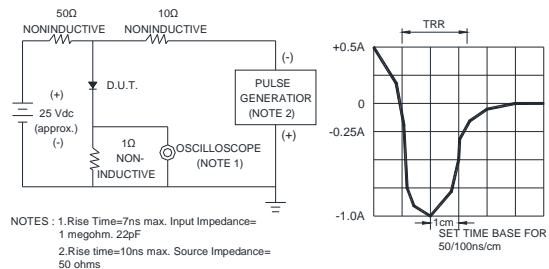 50Ω
NONINDUCTIVE
10Ω
NONINDUCTIVE
(+)
25 Vdc
(approx.)
(-)
D.U.T.
1Ω
NON-
INDUCTIVE
OSCILLOSCOPE
(NOTE 1)
(-)
PULSE
GENERATIOR
(NOTE 2)
(+)
NOTES : 1.Rise Time=7ns max. Input Impedance=
1 megohm. 22pF
2.Rise time=10ns max. Source Impedance=
50 ohms
TRR
+0.5A
0
-0.25A
-1.0A
1cm
SET TIME BASE FOR
50/100ns/cm